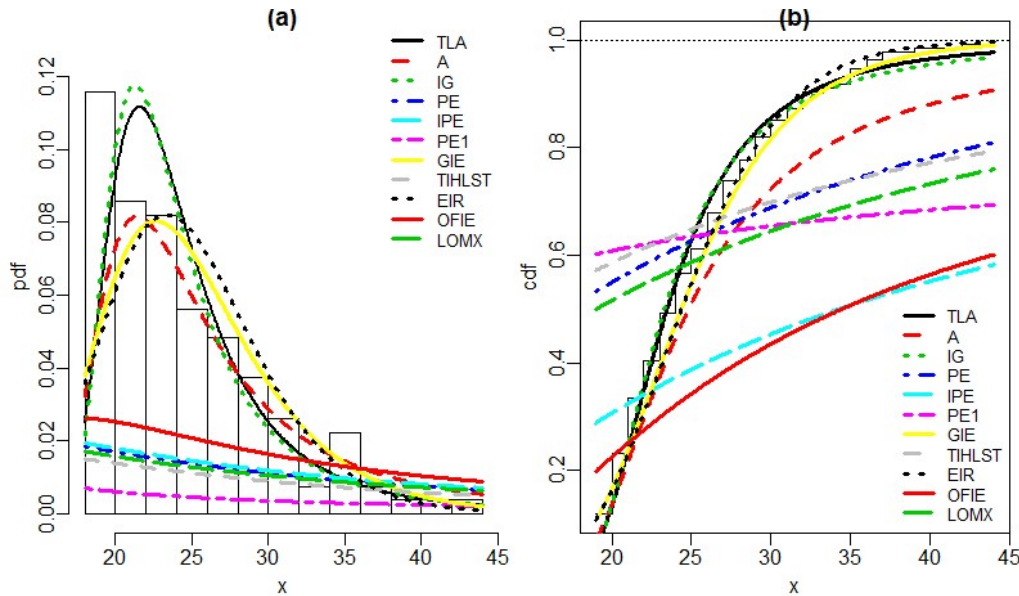 (a)
TLA
A
IG
PE
IPE
PE1
GIE
TIHLST
EIR
OFIE
LOMX
pdf
0.12
0.10
0.08
0.06
0.04
0.02
0.00
20
25
30
35
40
45
x
(b)
cdf
1.0
0.8
0.6
0.4
0.2
TLA
A
IG
PE
IPE
PE1
GIE
TIHLST
EIR
OFIE
LOMX
20
25
30
35
40
45
x